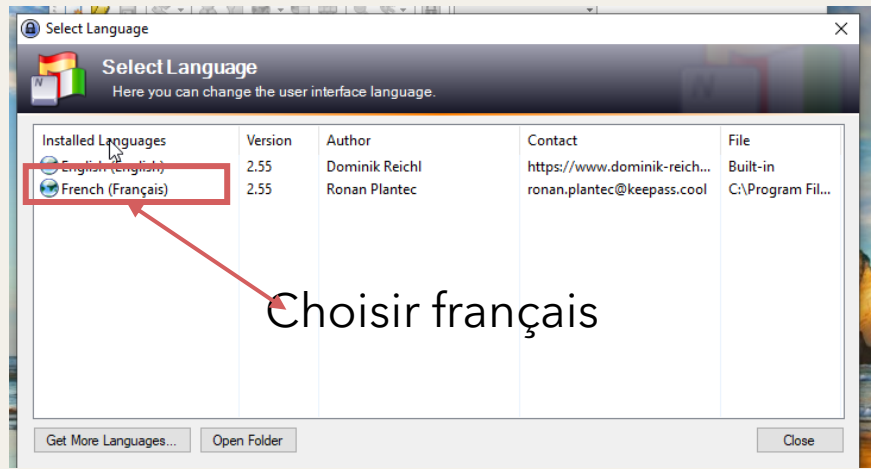 Select Language
Select Language
Here you can change the user interface language.
Installed Languages Version Author Contact File
English (English) 2.55 Dominik Reichl https://www.dominik-reich... Built-in
French (Français) 2.55 Ronan Plantec ronan.plantec@keepass.cool C:\Program Fil...
Choisir français
Get More Languages... Open Folder Close